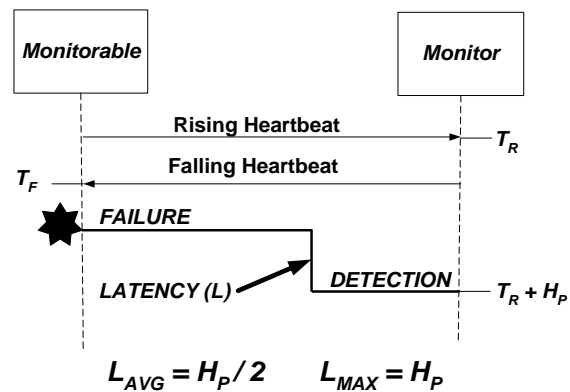 Monitorable
Monitor
Rising Heartbeat
T_R
Falling Heartbeat
T_F
FAILURE
LATENCY (L)
DETECTION
T_R + H_P
L_AVG = H_P / 2 L_MAX = H_P